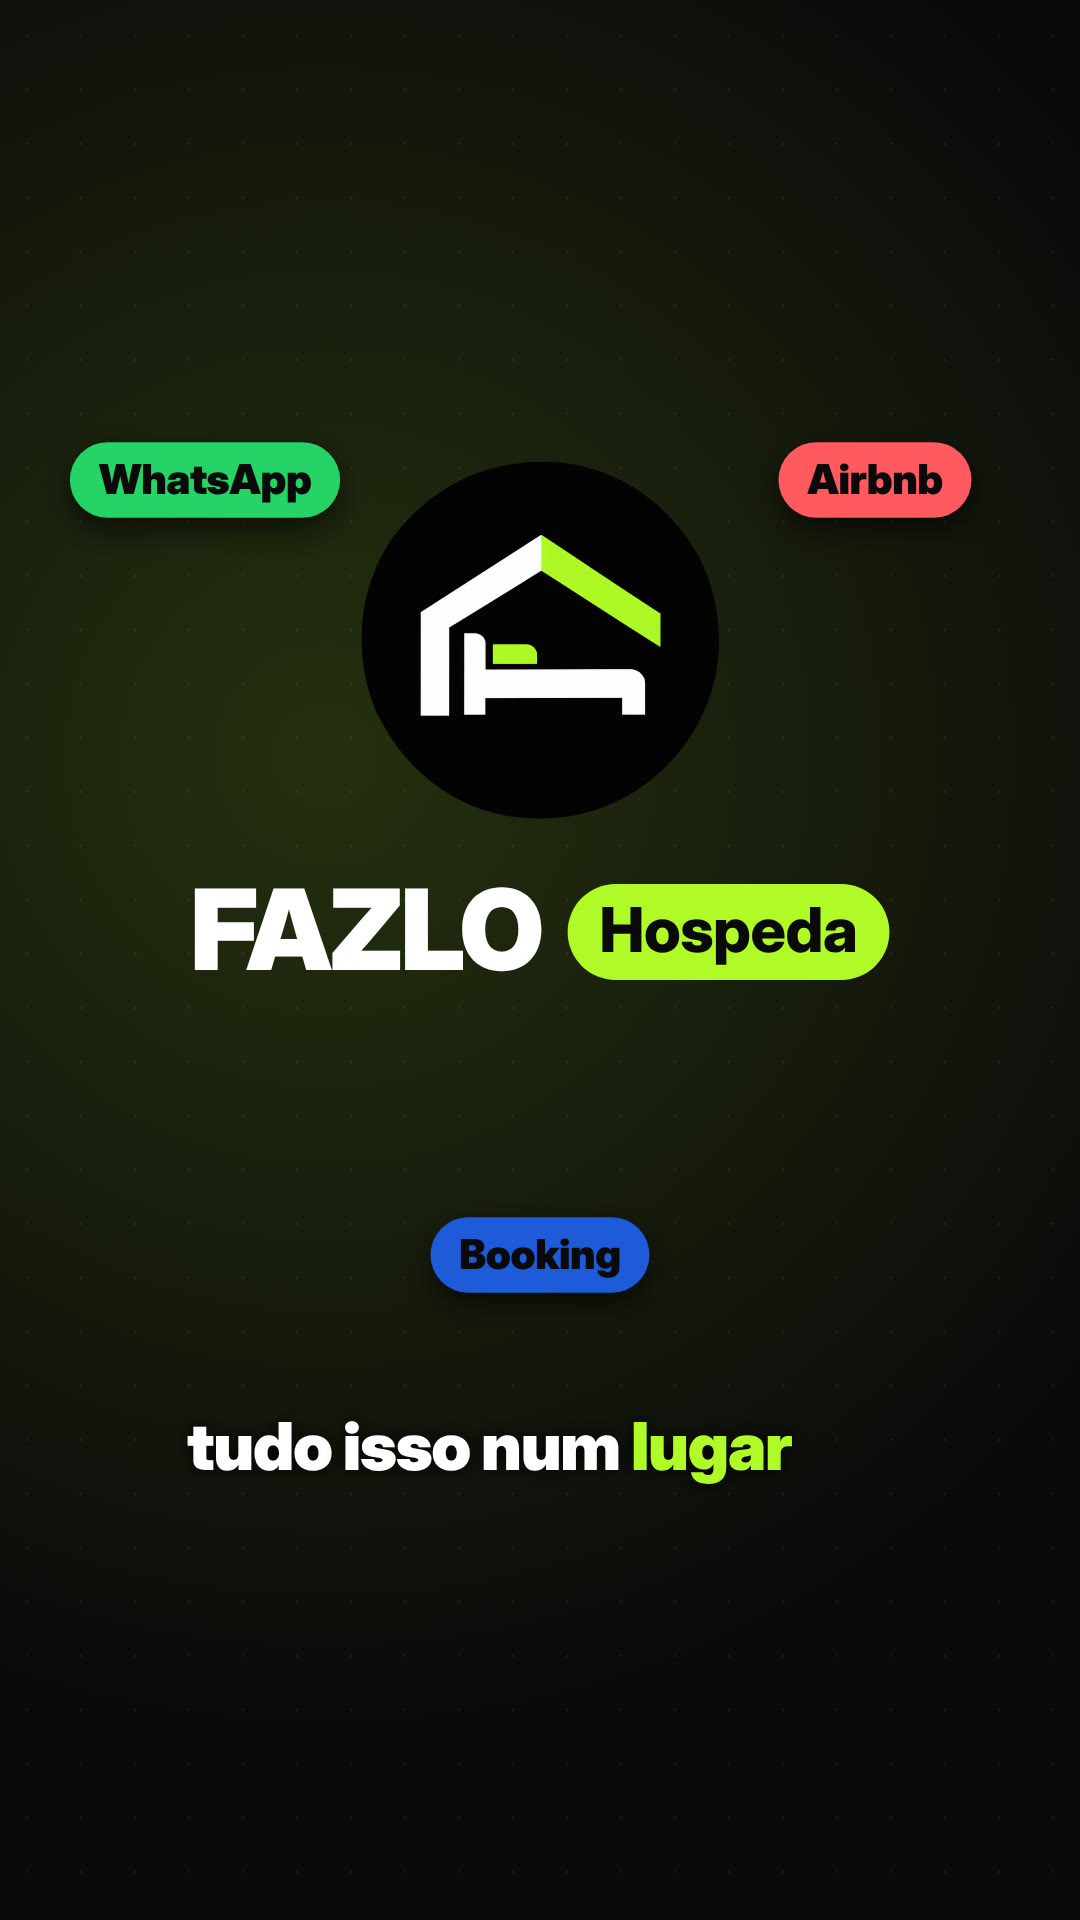 WhatsApp
Airbnb
FAZLO Hospeda
Booking
tudo isso num lugar